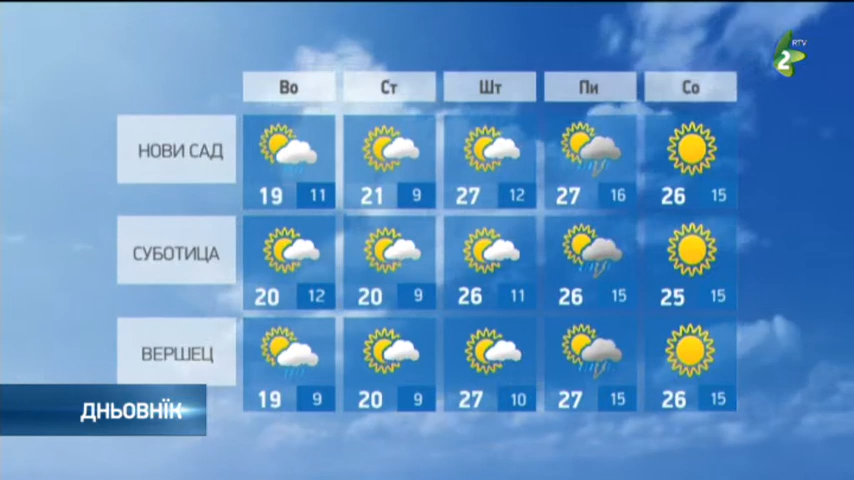 RTV
2
Во Ст Шт Пи Со
НОВИ САД
19 11 21 9 27 12 27 16 26 15
СУБОТИЦА
20 12 20 9 26 11 26 15 25 15
ВЕРШЕЦ
19 9 20 9 27 10 27 15 26 15
ДНЬОВНЇК